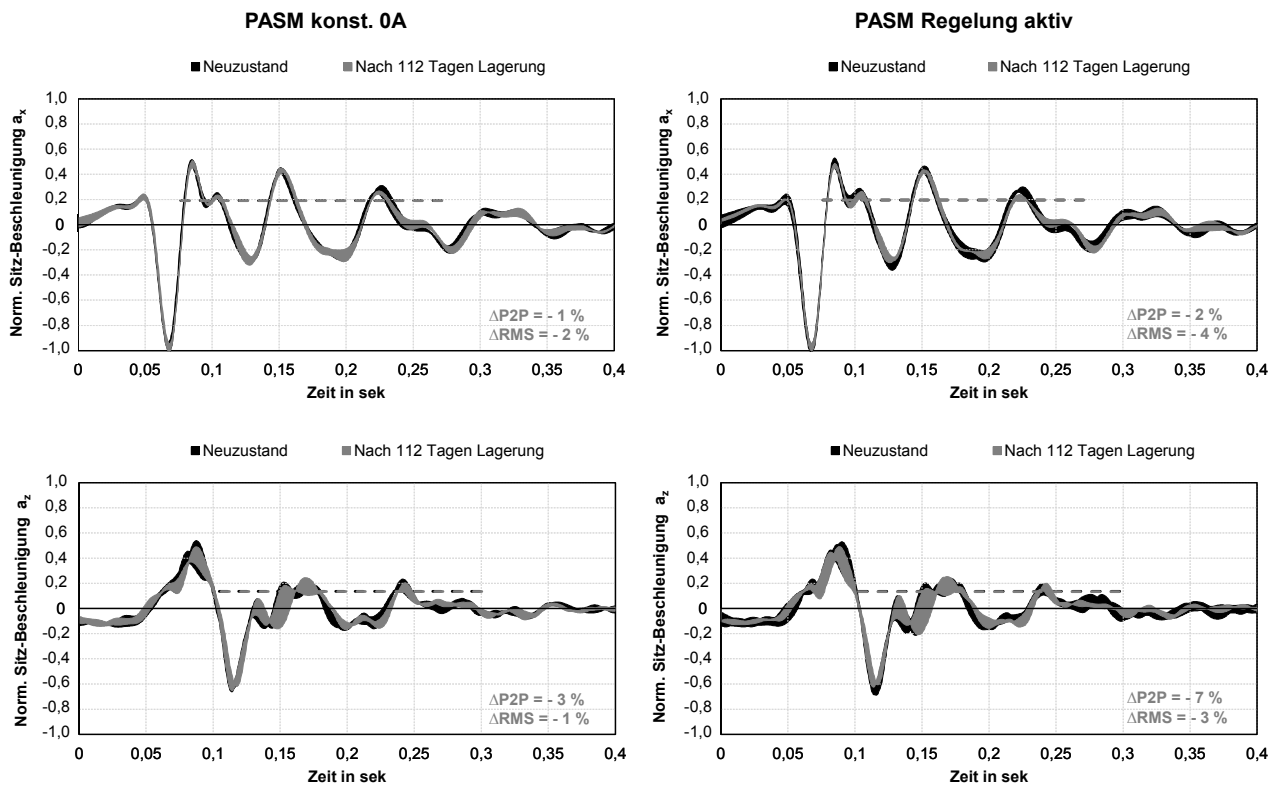 PASM konst. 0A
PASM Regelung aktiv
Neuzustand
Nach 112 Tagen Lagerung
Norm. Sitz-Beschleunigung ax
1,0
0,8
0,6
0,4
0,2
0
-0,2
-0,4
-0,6
-0,8
-1,0
0 0,05 0,1 0,15 0,2 0,25 0,3 0,35 0,4
Zeit in sek
∆P2P = - 1 %
∆RMS = - 2 %
Neuzustand
Nach 112 Tagen Lagerung
Norm. Sitz-Beschleunigung ax
1,0
0,8
0,6
0,4
0,2
0
-0,2
-0,4
-0,6
-0,8
-1,0
0 0,05 0,1 0,15 0,2 0,25 0,3 0,35 0,4
Zeit in sek
∆P2P = - 2 %
∆RMS = - 4 %
Neuzustand
Nach 112 Tagen Lagerung
Norm. Sitz-Beschleunigung az
1,0
0,8
0,6
0,4
0,2
0
-0,2
-0,4
-0,6
-0,8
-1,0
0 0,05 0,1 0,15 0,2 0,25 0,3 0,35 0,4
Zeit in sek
∆P2P = - 3 %
∆RMS = - 1 %
Neuzustand
Nach 112 Tagen Lagerung
Norm. Sitz-Beschleunigung az
1,0
0,8
0,6
0,4
0,2
0
-0,2
-0,4
-0,6
-0,8
-1,0
0 0,05 0,1 0,15 0,2 0,25 0,3 0,35 0,4
Zeit in sek
∆P2P = - 7 %
∆RMS = - 3 %